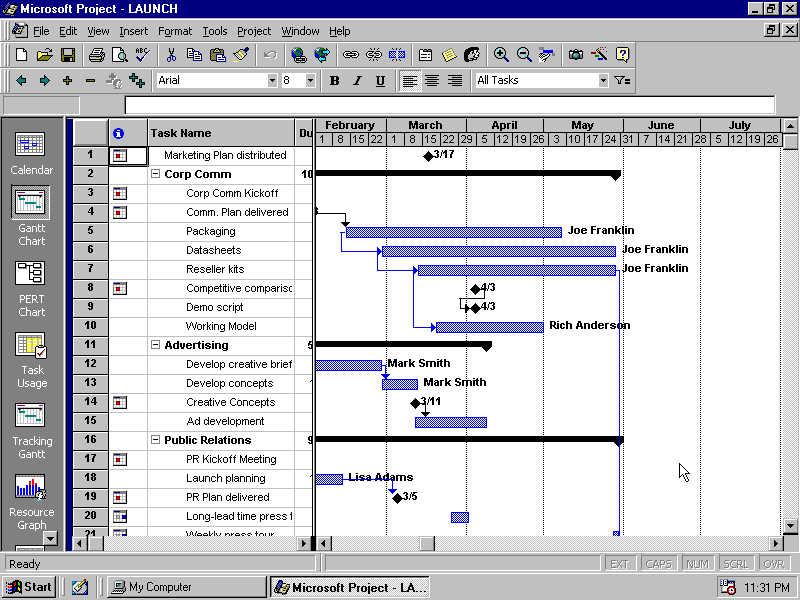 Microsoft Project - LAUNCH
File Edit View Insert Format Tools Project Window Help
Arial 8 B I U All Tasks
Task Name Du
February March April May June July
1 8 15 22 1 8 15 22 29 5 12 19 26 3 10 17 24 31 7 14 21 28 5 12 19 26
1 Marketing Plan distributed 3/17
2 Corp Comm 10
3 Corp Comm Kickoff
4 Comm. Plan delivered
5 Packaging Joe Franklin
6 Datasheets Joe Franklin
7 Reseller kits Joe Franklin
8 Competitive compariso 4/3
9 Demo script 4/3
10 Working Model Rich Anderson
11 Advertising 5
12 Develop creative brief Mark Smith
13 Develop concepts Mark Smith
14 Creative Concepts 3/11
15 Ad development
16 Public Relations 9
17 PR Kickoff Meeting
18 Launch planning Lisa Adams
19 PR Plan delivered 3/5
20 Long-lead time press t
21 Weekly press tour
Calendar
Gantt
Chart
PERT
Chart
Task
Usage
Tracking
Gantt
Resource
Graph
Ready EXT CAPS NUM SCRL OVR
Start My Computer Microsoft Project - LA... 11:31 PM